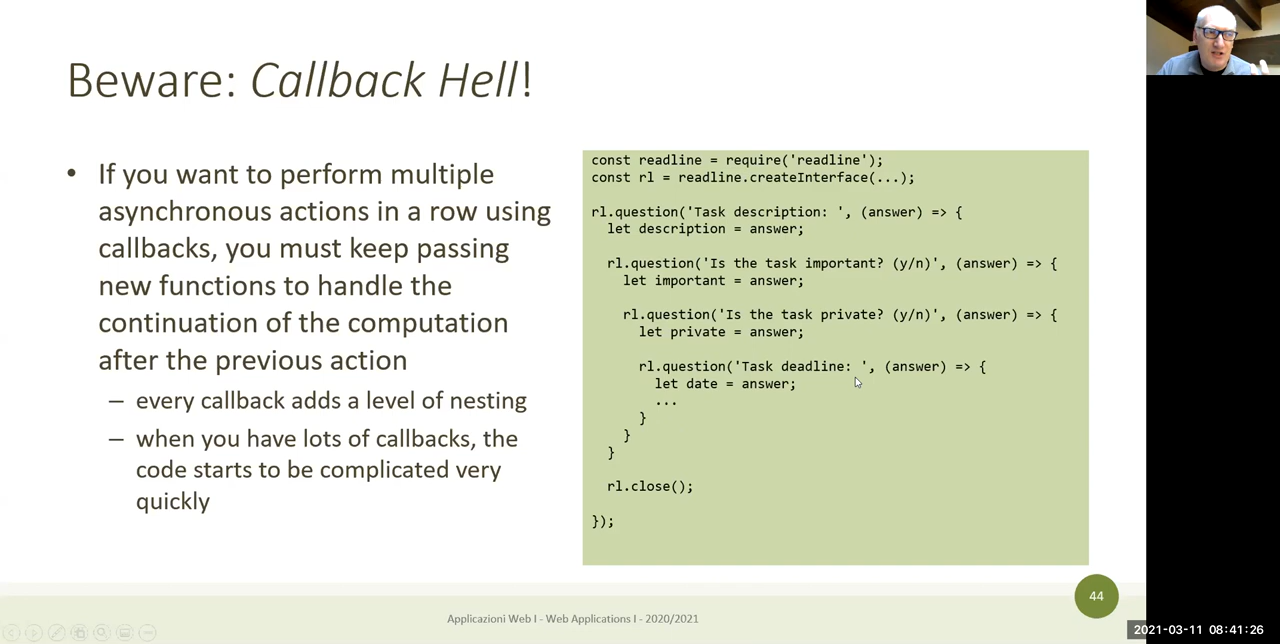 Beware: Callback Hell!
• If you want to perform multiple
asynchronous actions in a row using
callbacks, you must keep passing
new functions to handle the
continuation of the computation
after the previous action
– every callback adds a level of nesting
– when you have lots of callbacks, the
code starts to be complicated very
quickly
const readline = require('readline');
const rl = readline.createInterface(...);
rl.question('Task description: ', (answer) => {
let description = answer;
rl.question('Is the task important? (y/n)', (answer) => {
let important = answer;
rl.question('Is the task private? (y/n)', (answer) => {
let private = answer;
rl.question('Task deadline: ', (answer) => {
let date = answer;
...
}
}
}
rl.close();
});
44
Applicazioni Web I - Web Applications I - 2020/2021
2021-03-11 08:41:26